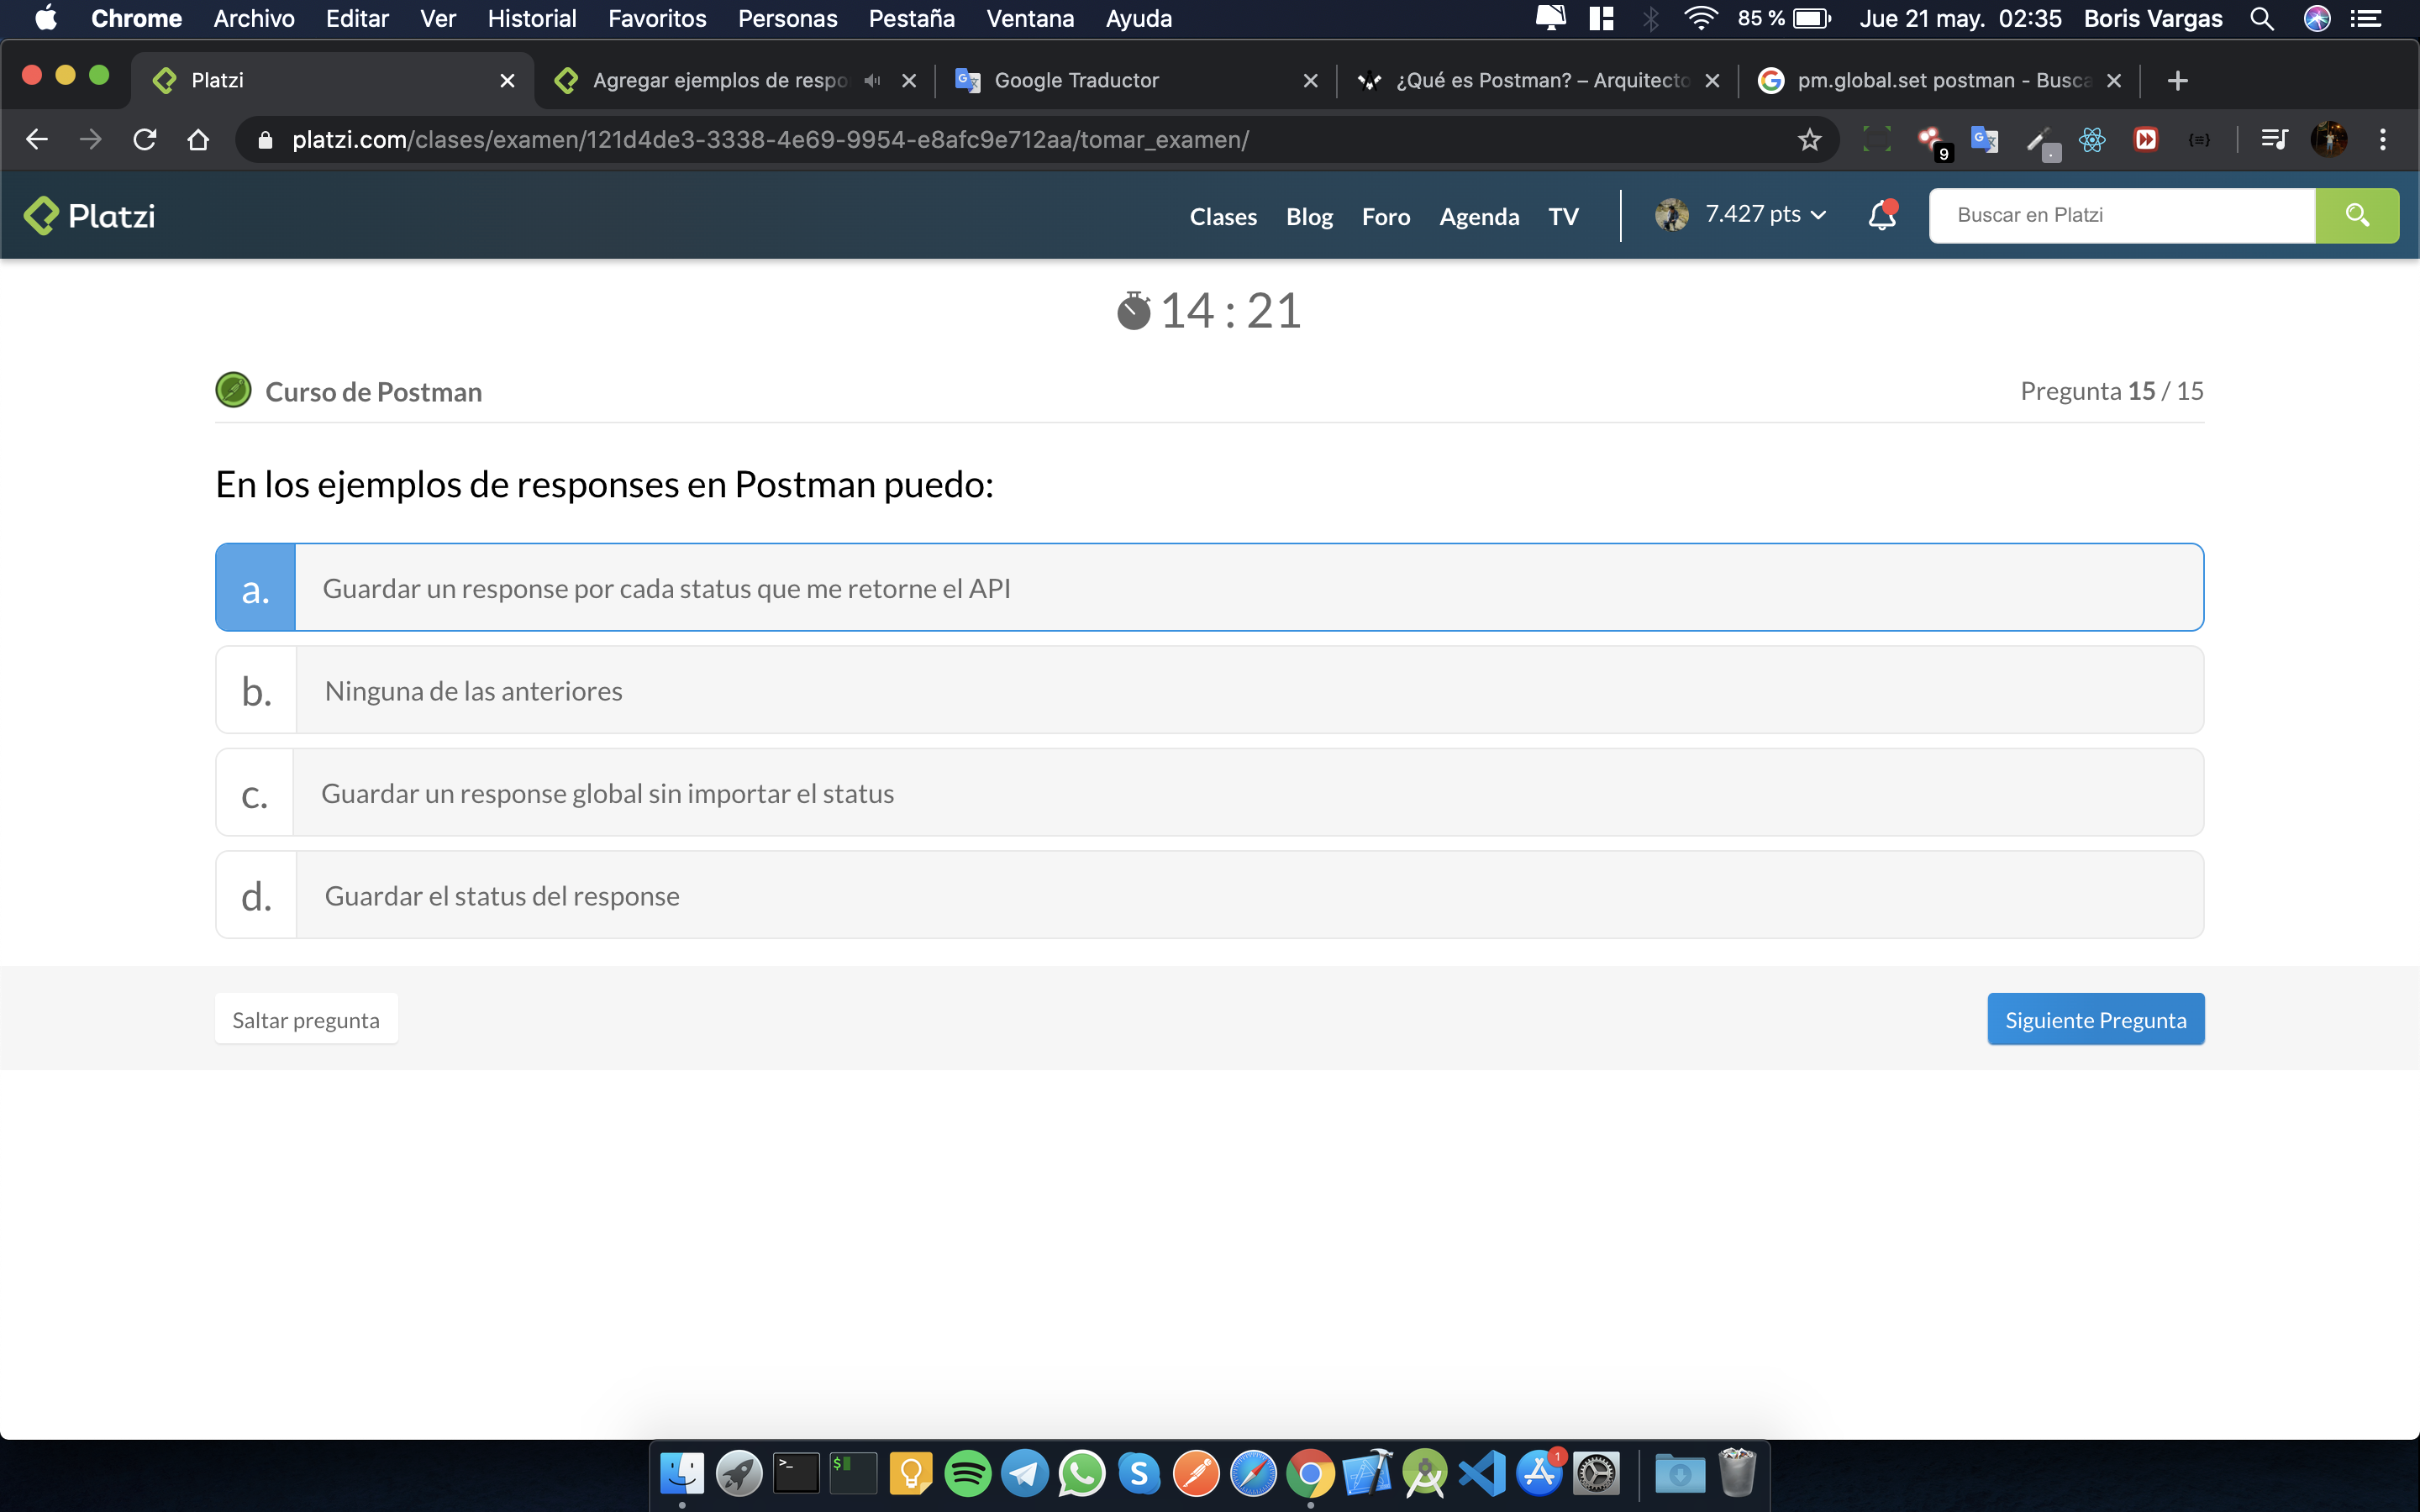 Chrome Archivo Editar Ver Historial Favoritos Personas Pestaña Ventana Ayuda 85 % Jue 21 may. 02:35 Boris Vargas
Platzi Agregar ejemplos de respo Google Traductor ¿Qué es Postman? – Arquitecto pm.global.set postman - Busca
platzi.com/clases/examen/121d4de3-3338-4e69-9954-e8afc9e712aa/tomar_examen/ 9
Platzi Clases Blog Foro Agenda TV 7.427 pts Buscar en Platzi
14 : 21
Curso de Postman Pregunta 15 / 15
En los ejemplos de responses en Postman puedo:
a. Guardar un response por cada status que me retorne el API
b. Ninguna de las anteriores
c. Guardar un response global sin importar el status
d. Guardar el status del response
Saltar pregunta Siguiente Pregunta
1